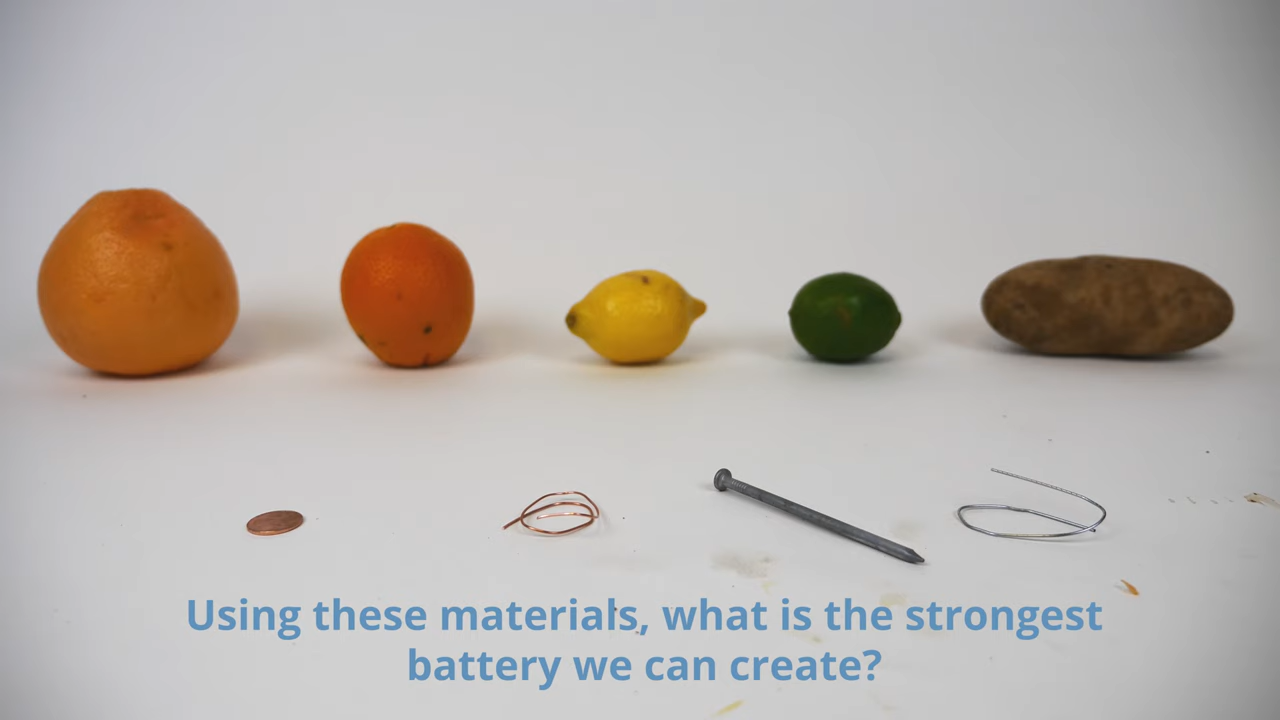 Using these materials, what is the strongest
battery we can create?